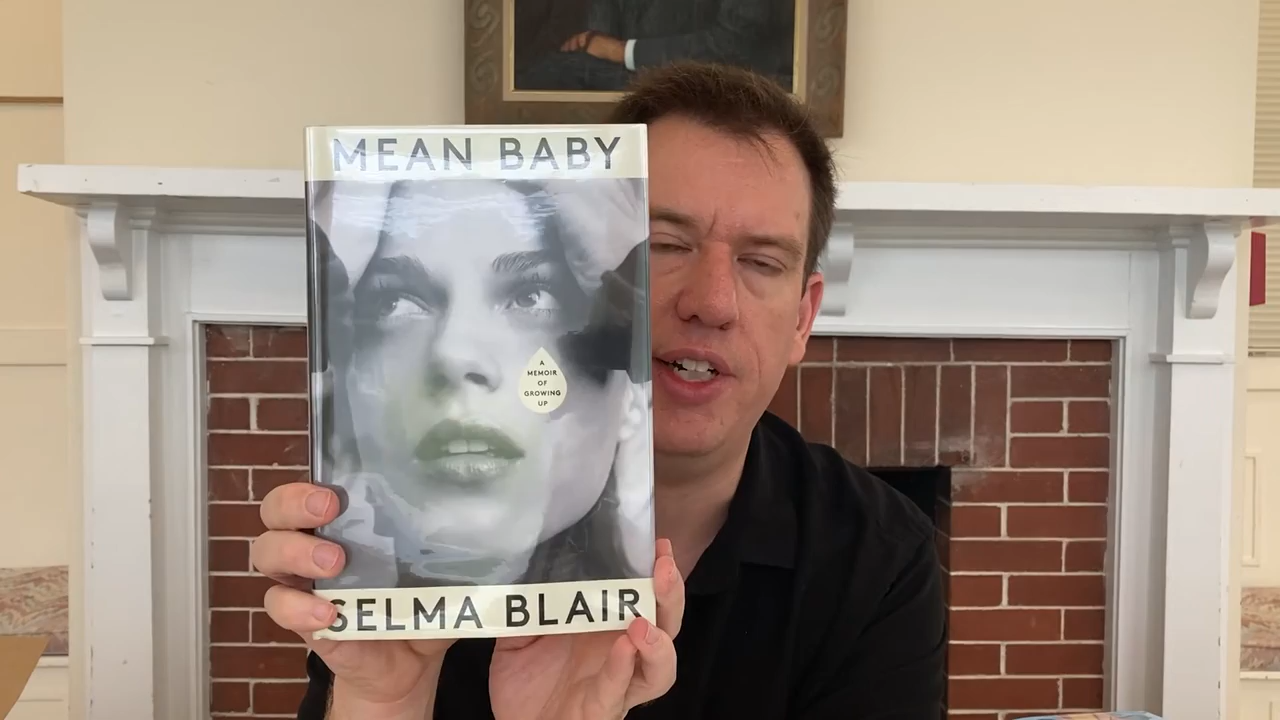 MEAN BABY
A
MEMOIR
OF
GROWING
UP
SELMA BLAIR